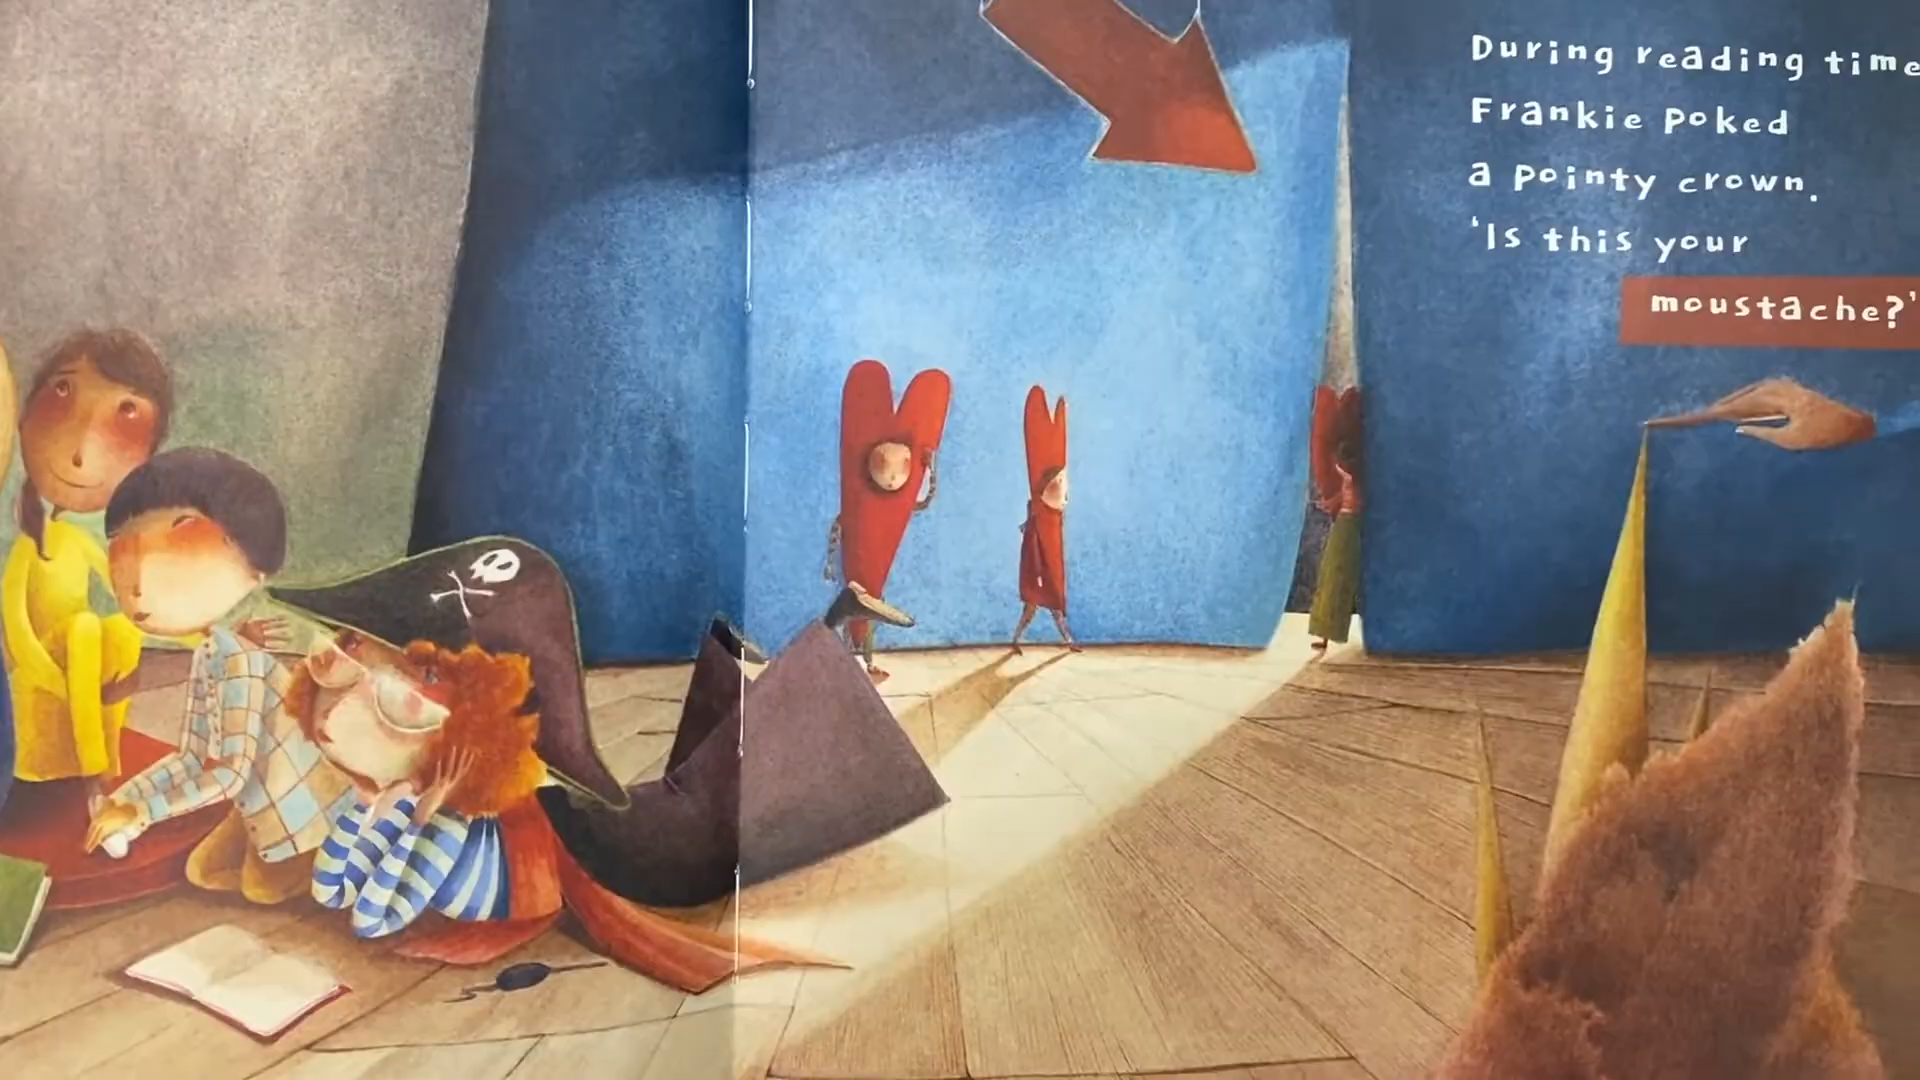 During reading time
Frankie poked
a pointy crown.
'Is this your
moustache?'